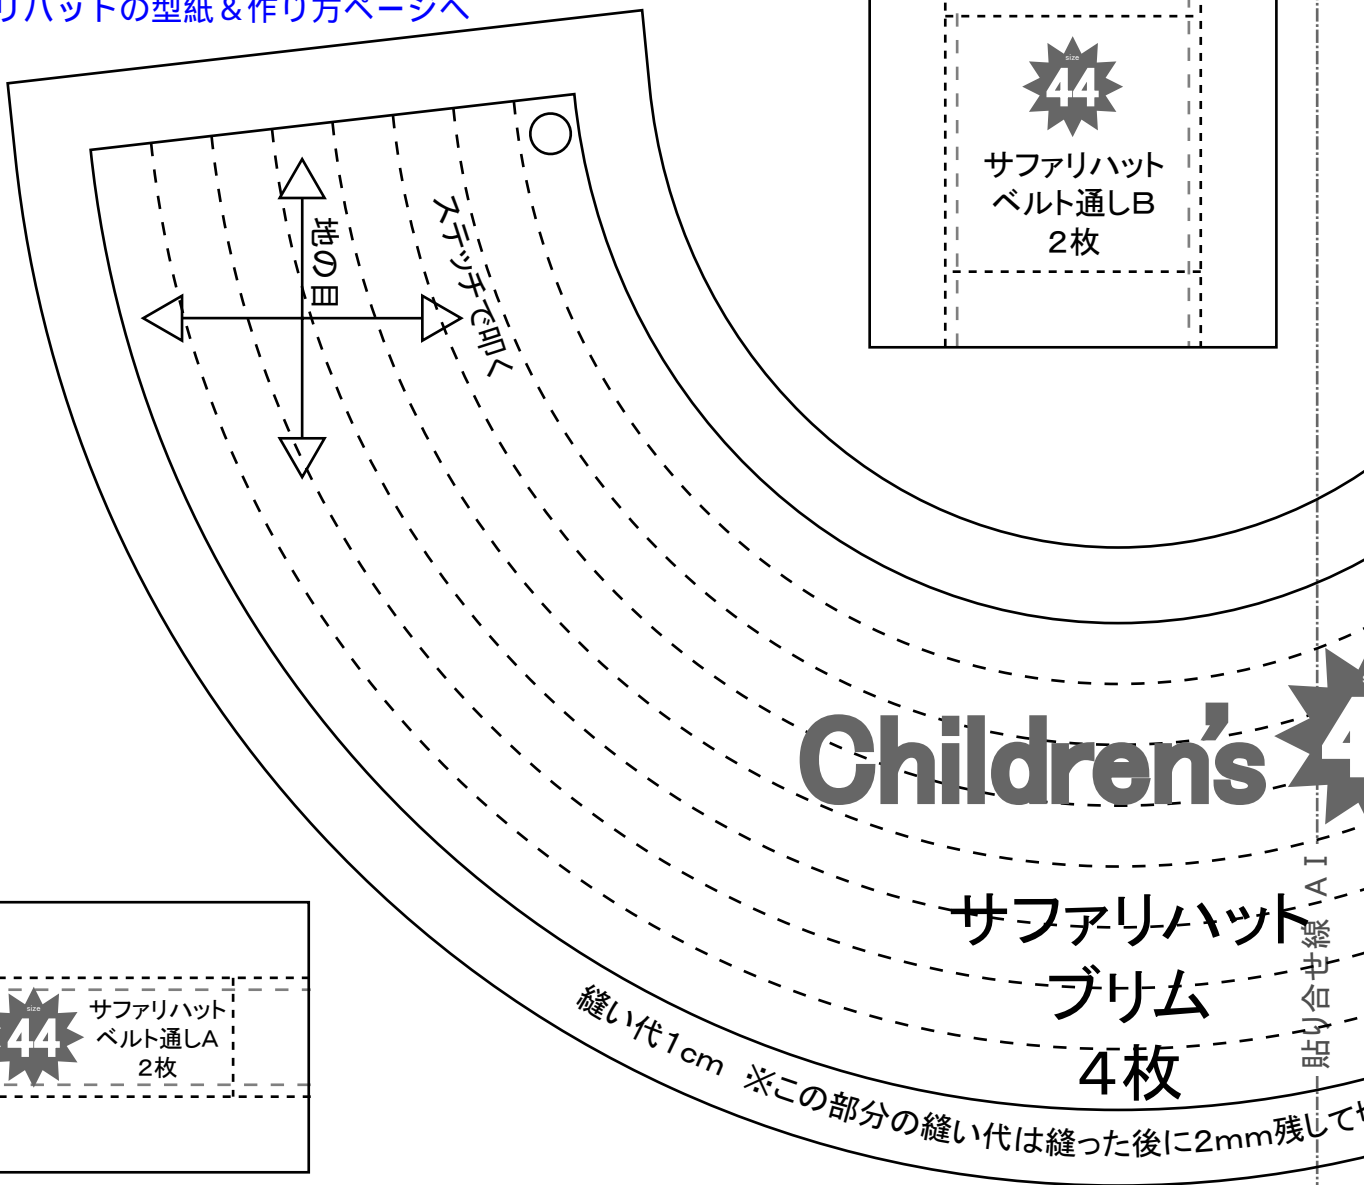 リハットの型紙＆作り方ページへ
size
44
サファリハット
ベルト通しB
2枚
地の目
ステッチで叩く
Children's 4
サファリハット
ブリム
4枚
貼り合せ線 AI
size
44
サファリハット
ベルト通しA
2枚
縫い代1cm ※この部分の縫い代は縫った後に2mm残して